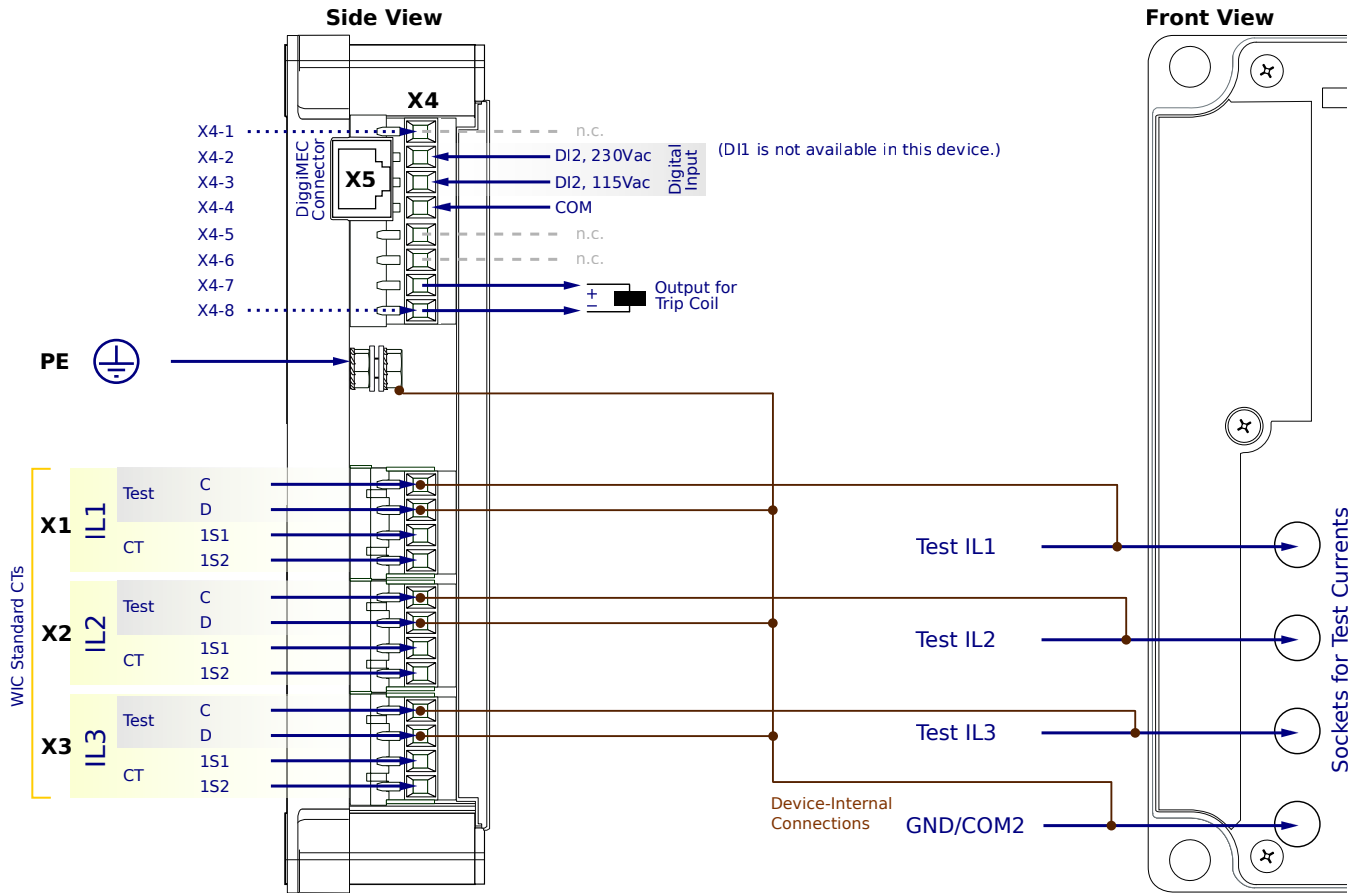 Side View
Front View
X4
X4-1
n.c.
X4-2
DI2, 230Vac
(DI1 is not available in this device.)
X4-3
DI2, 115Vac
Digital
Input
X4-4
COM
DiggiMEC
Connector
X5
X4-5
n.c.
X4-6
n.c.
X4-7
+
Output for
Trip Coil
X4-8
−
PE
WIC Standard CTs
X1
IL1
Test
C
D
CT
1S1
1S2
Test IL1
X2
IL2
Test
C
D
CT
1S1
1S2
Test IL2
X3
IL3
Test
C
D
CT
1S1
1S2
Test IL3
Device-Internal
Connections
GND/COM2
Sockets for Test Currents